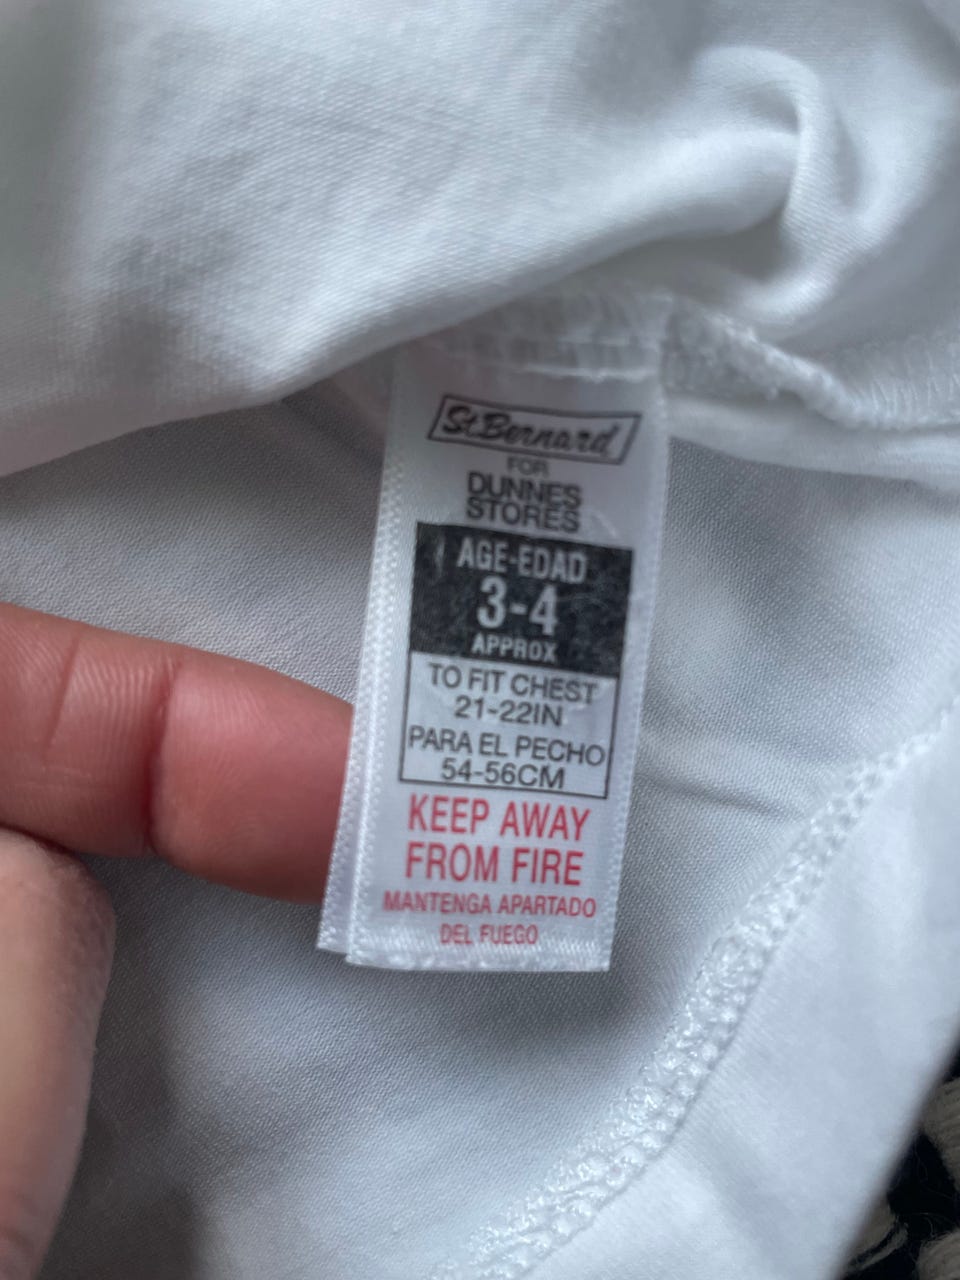 St.Bernard
FOR
DUNNES
STORES
AGE-EDAD
3-4
APPROX
TO FIT CHEST
21-22IN
PARA EL PECHO
54-56CM
KEEP AWAY
FROM FIRE
MANTENGA APARTADO
DEL FUEGO